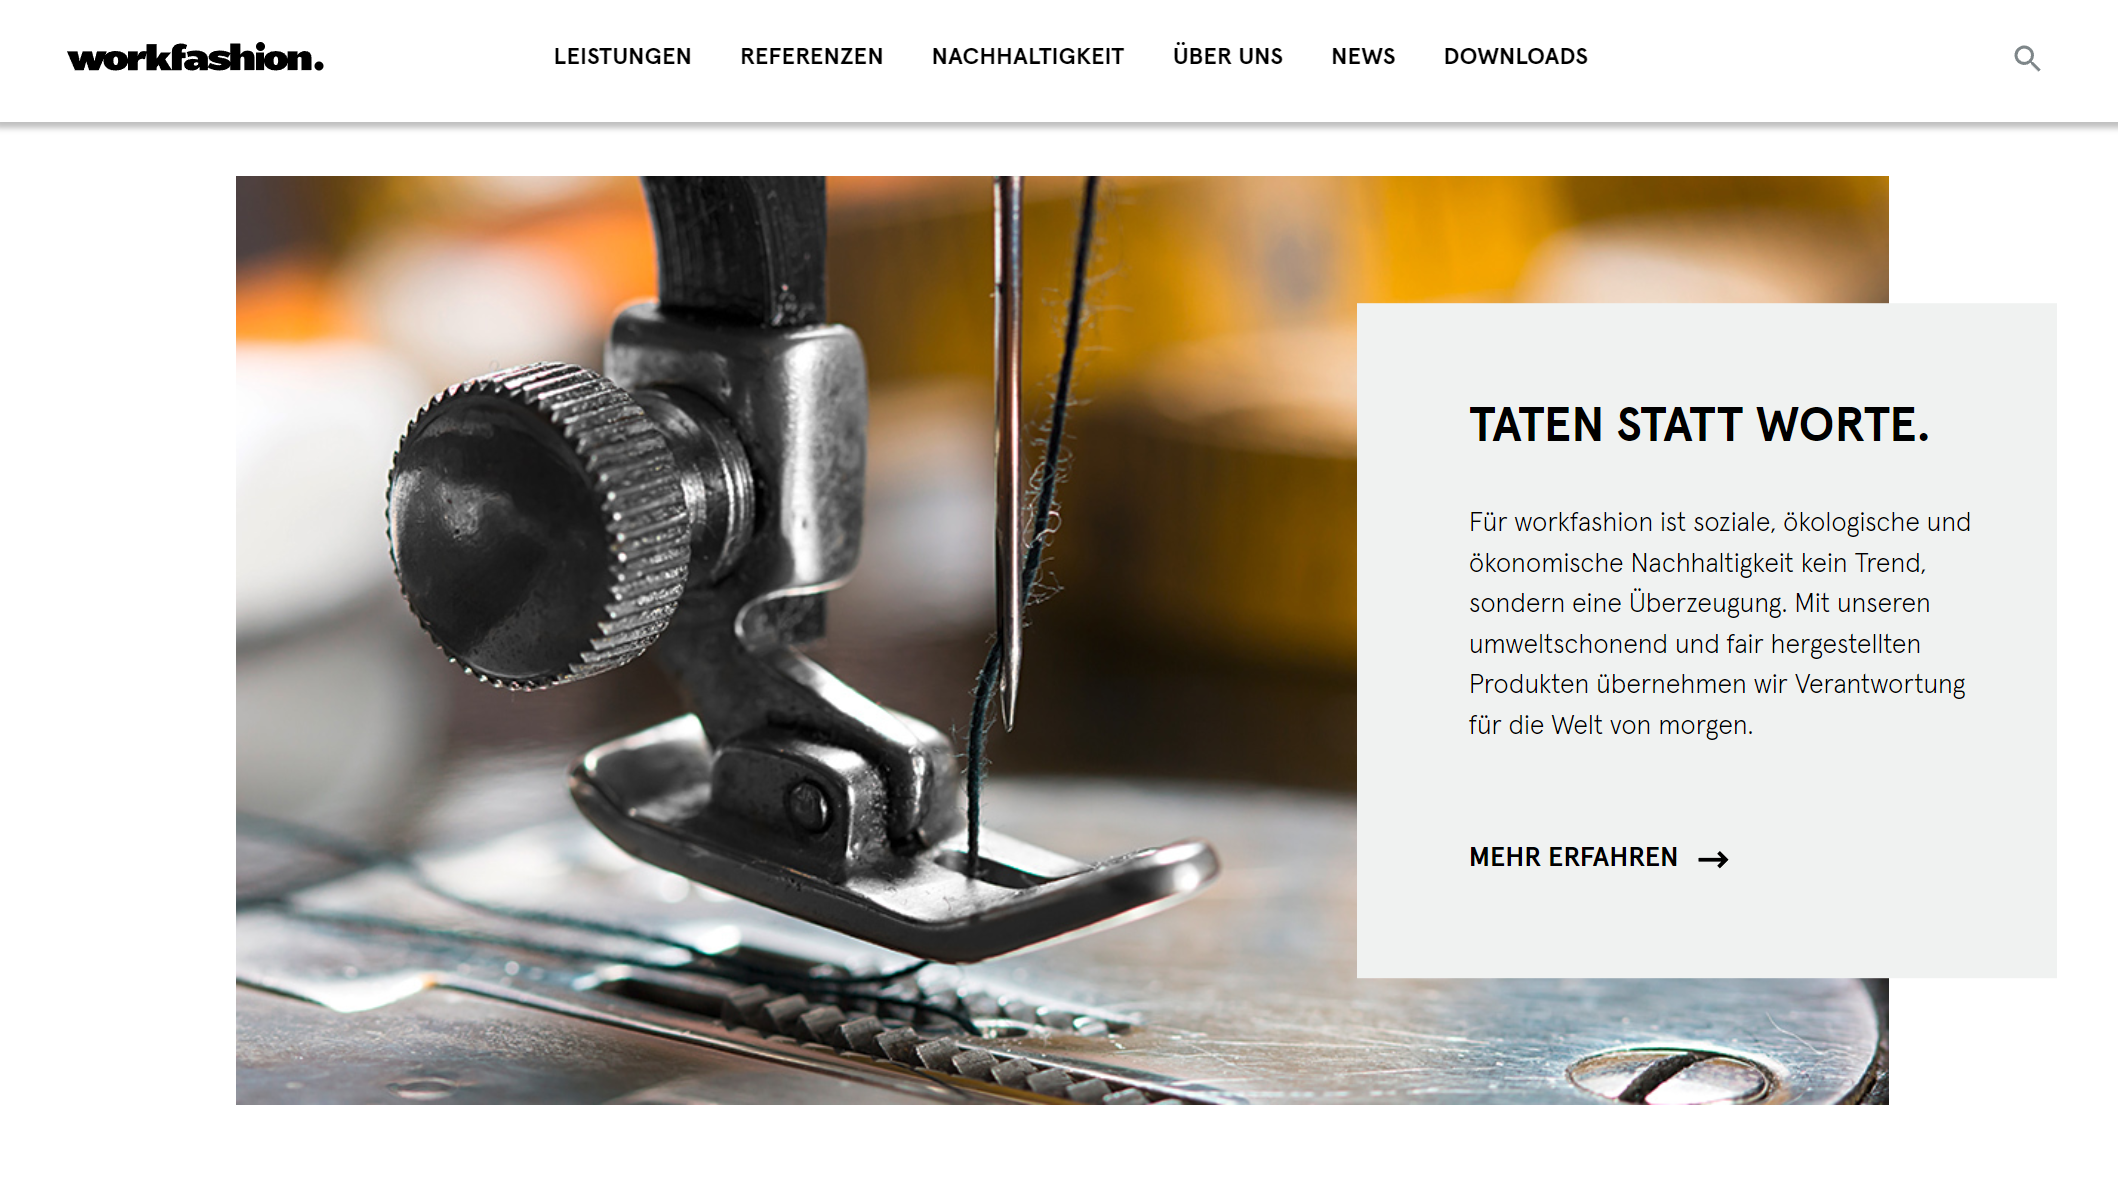 workfashion.
LEISTUNGEN REFERENZEN NACHHALTIGKEIT ÜBER UNS NEWS DOWNLOADS
TATEN STATT WORTE.
Für workfashion ist soziale, ökologische und
ökonomische Nachhaltigkeit kein Trend,
sondern eine Überzeugung. Mit unseren
umweltschonend und fair hergestellten
Produkten übernehmen wir Verantwortung
für die Welt von morgen.
MEHR ERFAHREN →